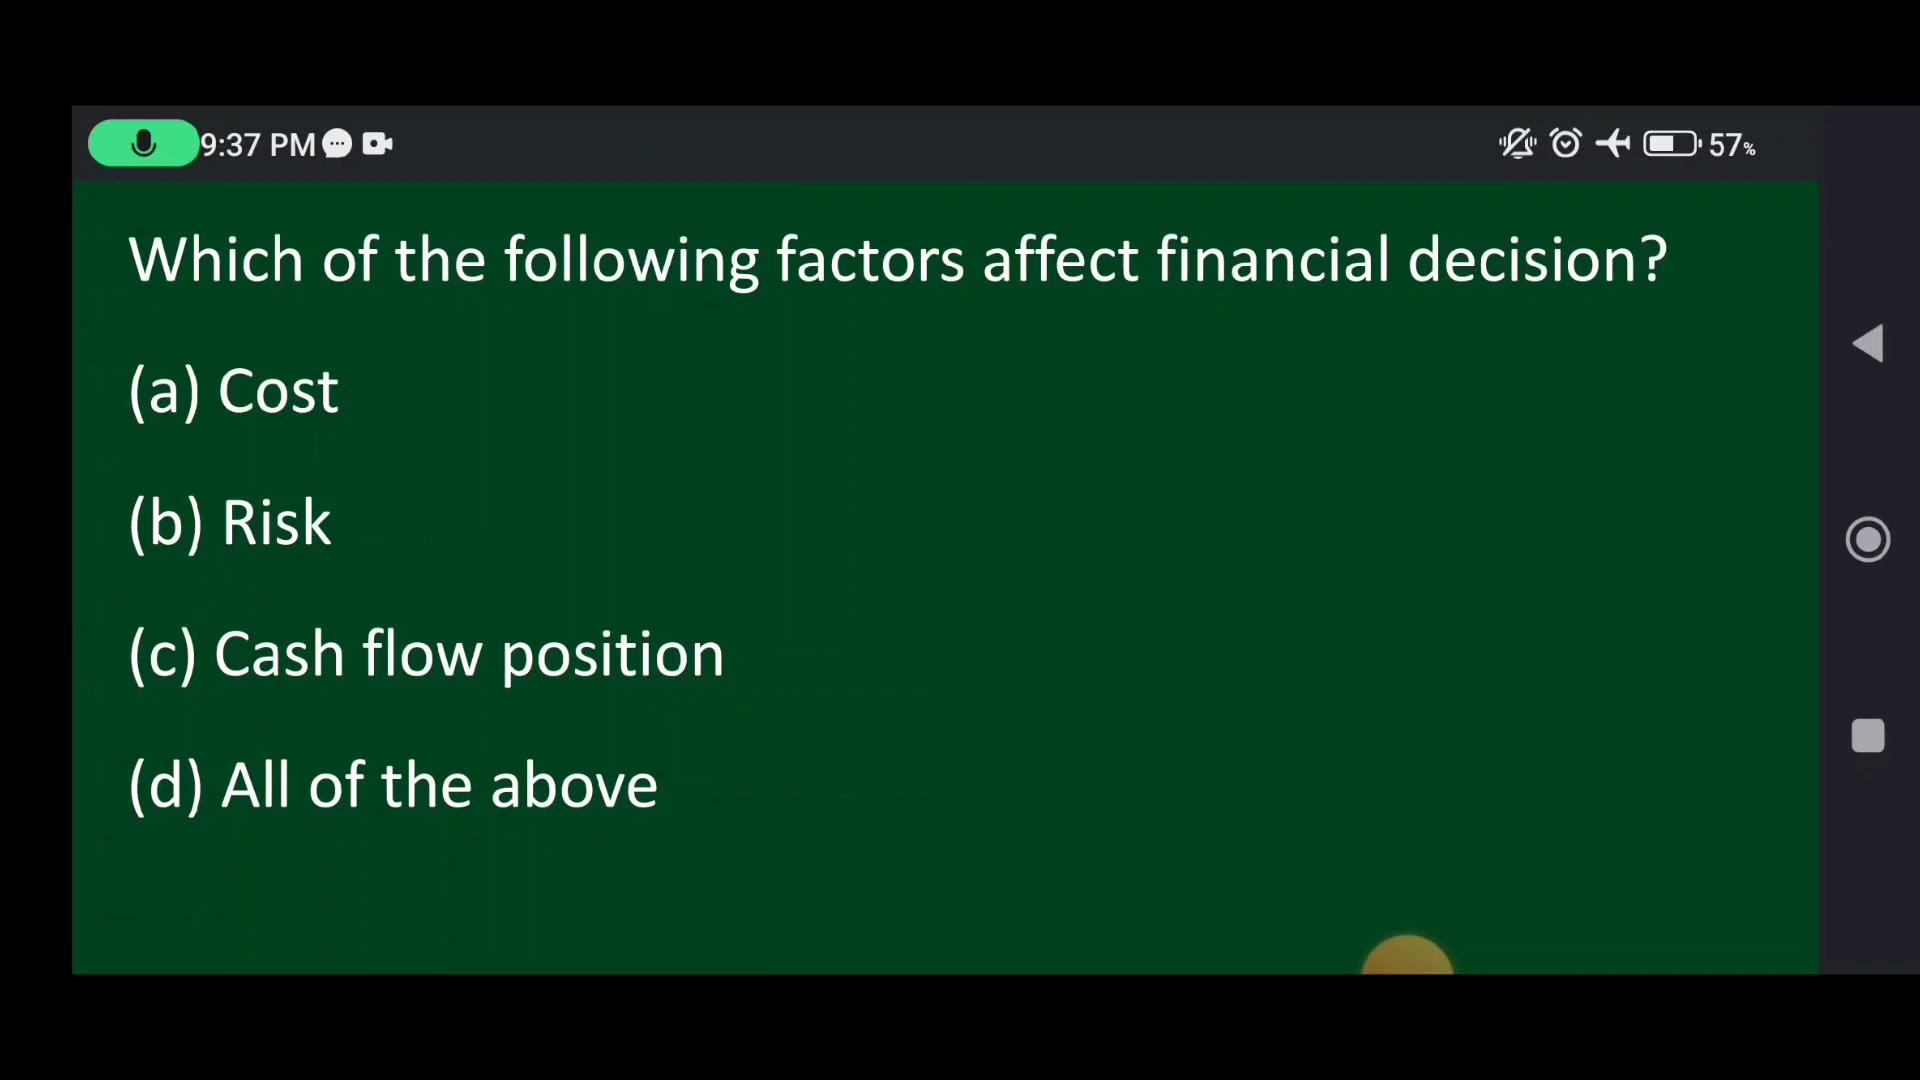 9:37 PM 57%
Which of the following factors affect financial decision?
(a) Cost
(b) Risk
(c) Cash flow position
(d) All of the above